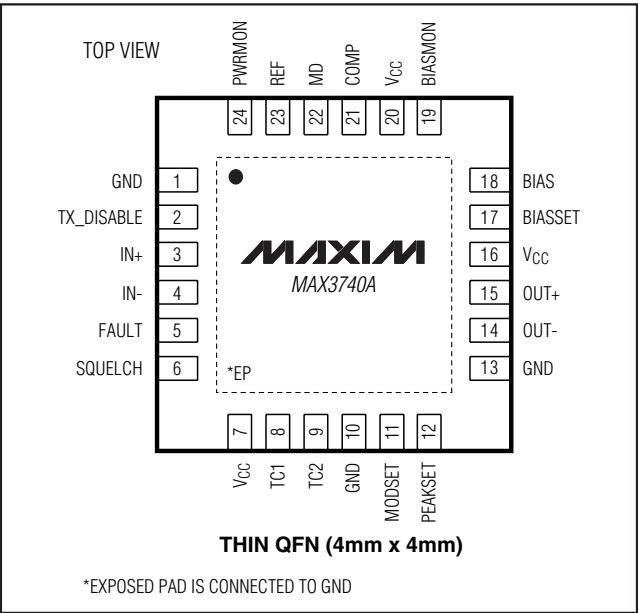 TOP VIEW
PWRMON
REF
MD
COMP
VCC
BIASMON
24
23
22
21
20
19
GND 1
TX_DISABLE 2
IN+ 3
IN- 4
FAULT 5
SQUELCH 6
18 BIAS
17 BIASSET
16 VCC
15 OUT+
14 OUT-
13 GND
MAXIM
MAX3740A
*EP
7
8
9
10
11
12
VCC
TC1
TC2
GND
MODSET
PEAKSET
THIN QFN (4mm x 4mm)
*EXPOSED PAD IS CONNECTED TO GND